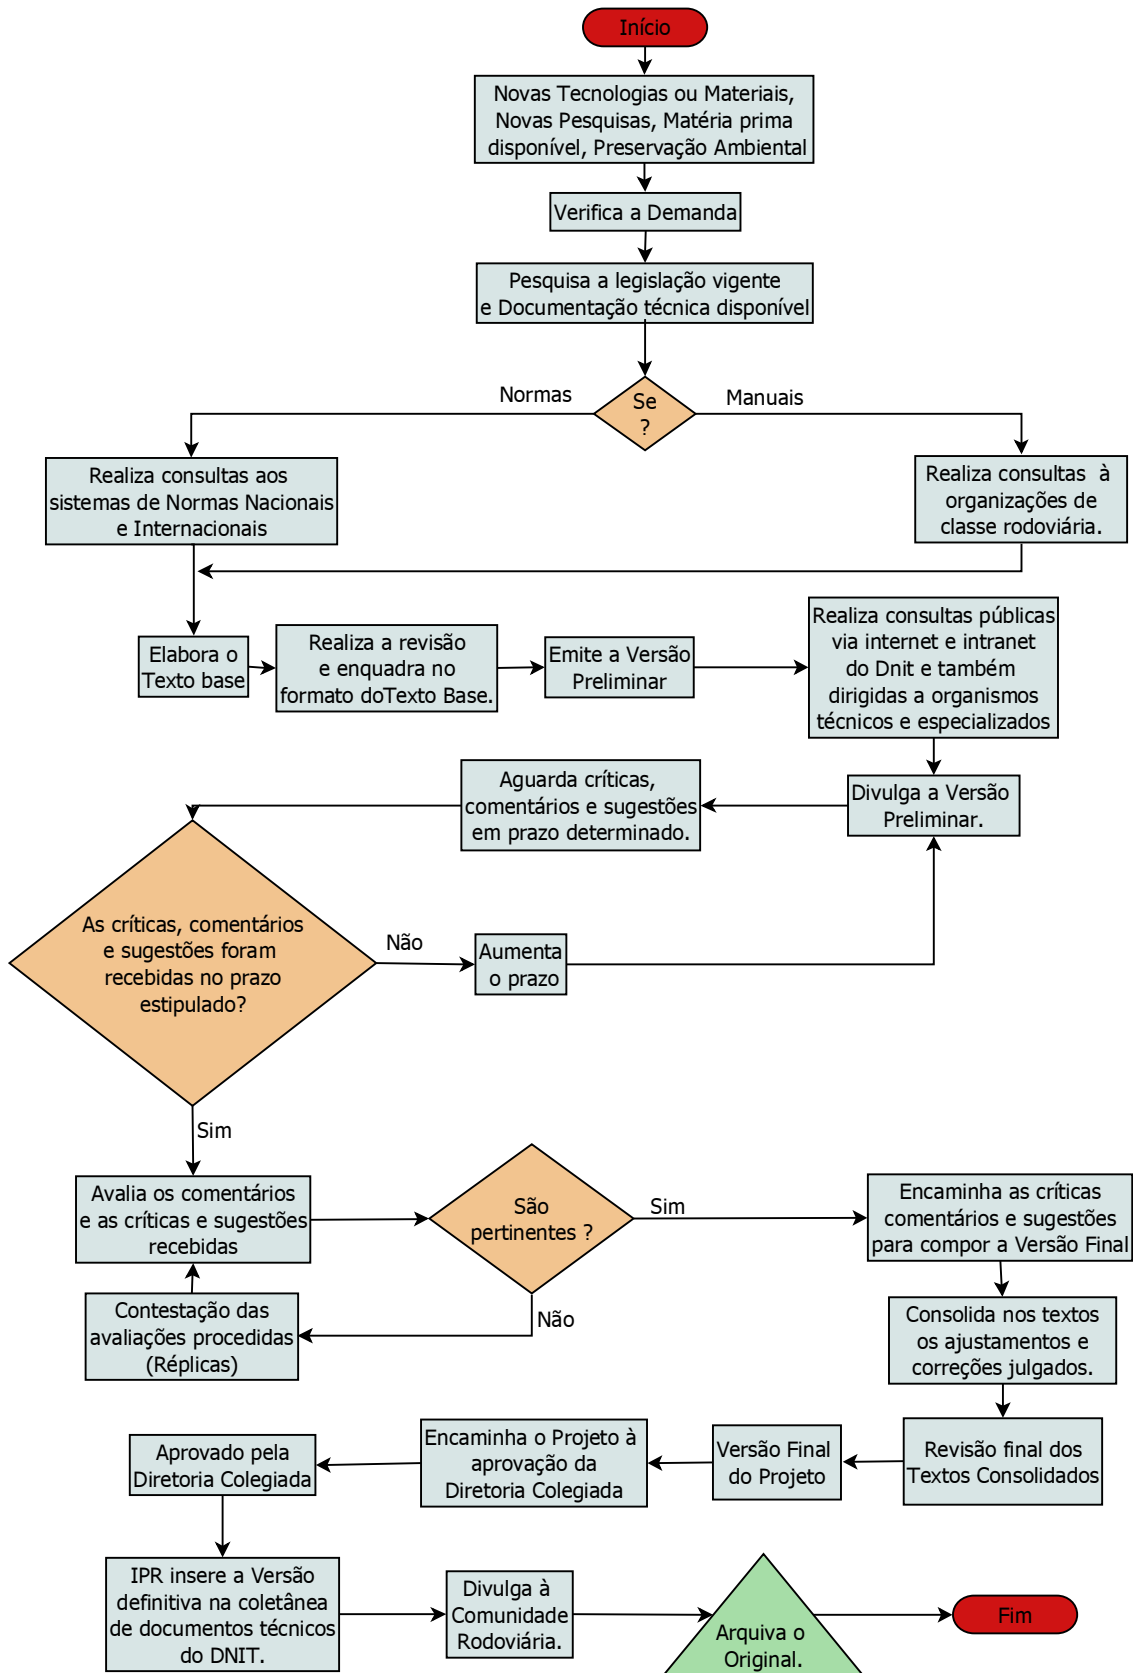 Início
Novas Tecnologias ou Materiais,
Novas Pesquisas, Matéria prima
disponível, Preservação Ambiental
Verifica a Demanda
Pesquisa a legislação vigente
e Documentação técnica disponível
Se
?
Normas
Manuais
Realiza consultas aos
sistemas de Normas Nacionais
e Internacionais
Realiza consultas à
organizações de
classe rodoviária.
Elabora o
Texto base
Realiza a revisão
e enquadra no
formato doTexto Base.
Emite a Versão
Preliminar
Realiza consultas públicas
via internet e intranet
do Dnit e também
dirigidas a organismos
técnicos e especializados
Divulga a Versão
Preliminar.
Aguarda críticas,
comentários e sugestões
em prazo determinado.
As críticas, comentários
e sugestões foram
recebidas no prazo
estipulado?
Não
Aumenta
o prazo
Sim
Avalia os comentários
e as críticas e sugestões
recebidas
São
pertinentes ?
Sim
Encaminha as críticas
comentários e sugestões
para compor a Versão Final
Não
Contestação das
avaliações procedidas
(Réplicas)
Consolida nos textos
os ajustamentos e
correções julgados.
Revisão final dos
Textos Consolidados
Versão Final
do Projeto
Encaminha o Projeto à
aprovação da
Diretoria Colegiada
Aprovado pela
Diretoria Colegiada
IPR insere a Versão
definitiva na coletânea
de documentos técnicos
do DNIT.
Divulga à
Comunidade
Rodoviária.
Arquiva o
Original.
Fim